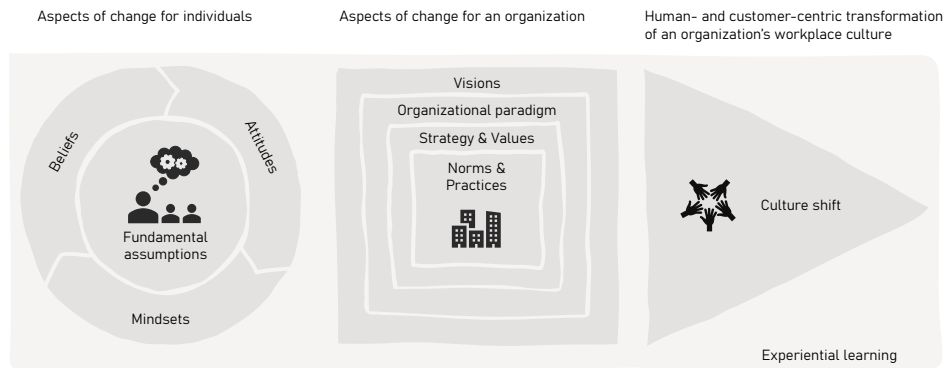 Aspects of change for individuals
Aspects of change for an organization
Human- and customer-centric transformation
of an organization's workplace culture
Beliefs
Attitudes
Fundamental
assumptions
Mindsets
Visions
Organizational paradigm
Strategy & Values
Norms &
Practices
Culture shift
Experiential learning